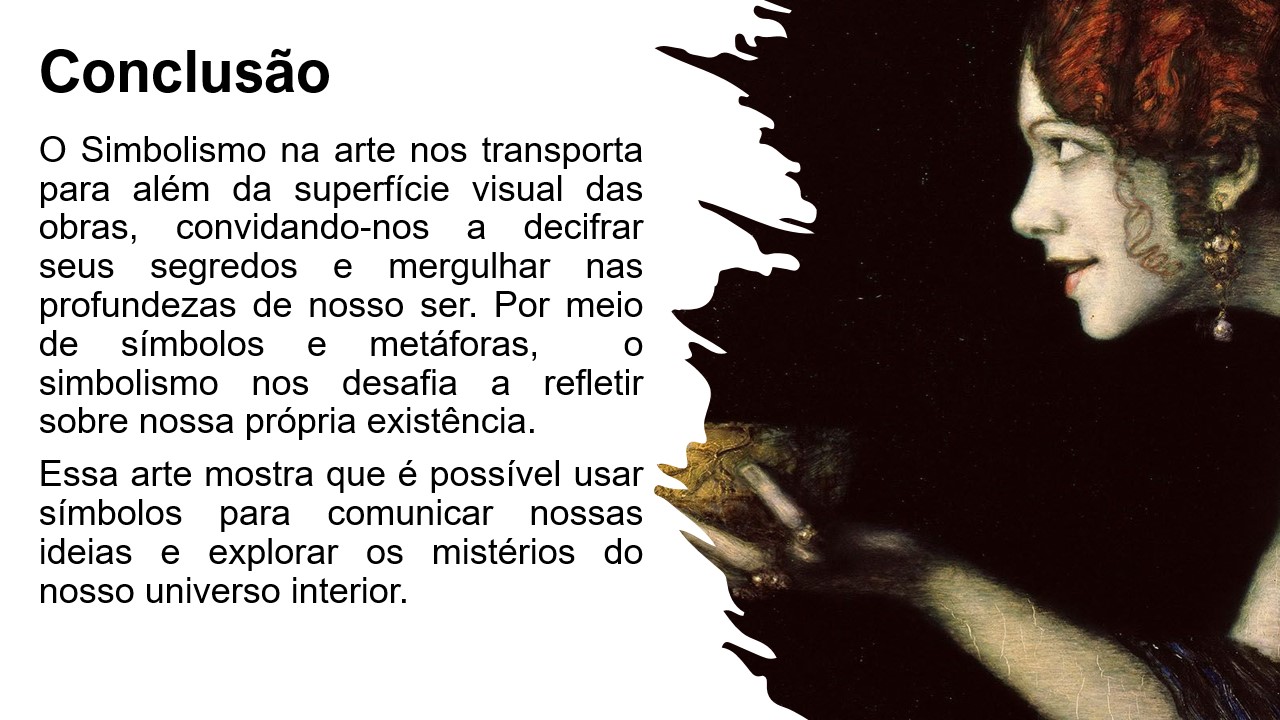 Conclusão
O Simbolismo na arte nos transporta
para além da superfície visual das
obras, convidando-nos a decifrar
seus segredos e mergulhar nas
profundezas de nosso ser. Por meio
de símbolos e metáforas, o
simbolismo nos desafia a refletir
sobre nossa própria existência.
Essa arte mostra que é possível usar
símbolos para comunicar nossas
ideias e explorar os mistérios do
nosso universo interior.